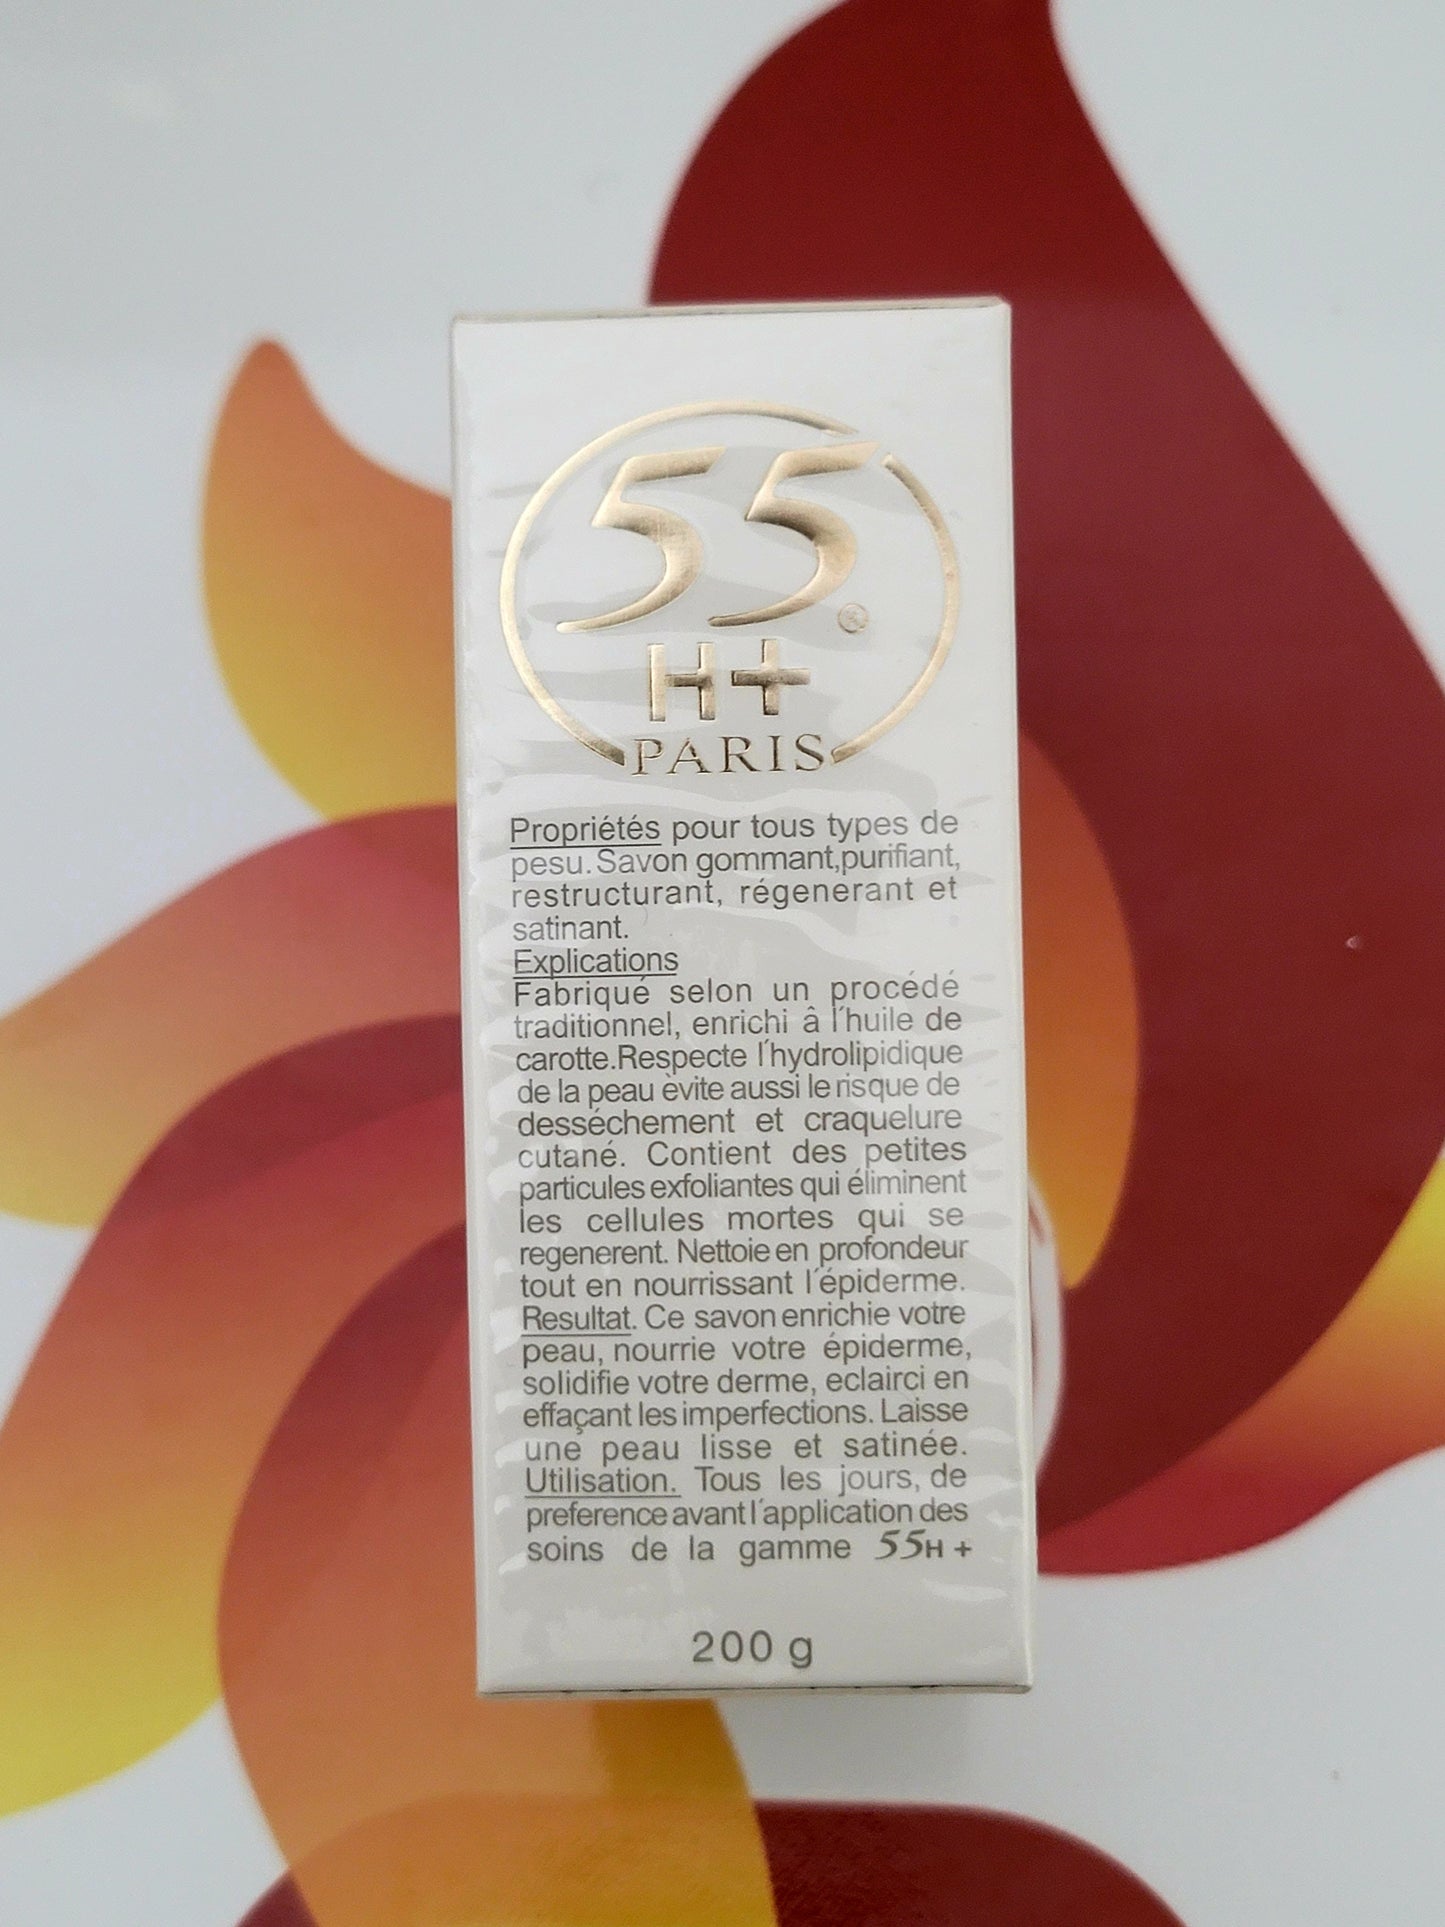 55®
H+
PARIS
Propriétés pour tous types de
pesu. Savon gommant,purifiant,
restructurant, régenerant et
satinant.
Explications
Fabriqué selon un procédé
traditionnel, enrichi â l´huile de
carotte.Respecte l´hydrolipidique
de la peau èvite aussi le risque de
desséchement et craquelure
cutané. Contient des petites
particules exfoliantes qui éliminent
les cellules mortes qui se
regenerent. Nettoie en profondeur
tout en nourrissant l´épiderme.
Resultat. Ce savon enrichie votre
peau, nourrie votre épiderme,
solidifie votre derme, eclairci en
effaçant les imperfections. Laisse
une peau lisse et satinée.
Utilisation. Tous les jours, de
preference avant l´application des
soins de la gamme 55H +
200 g